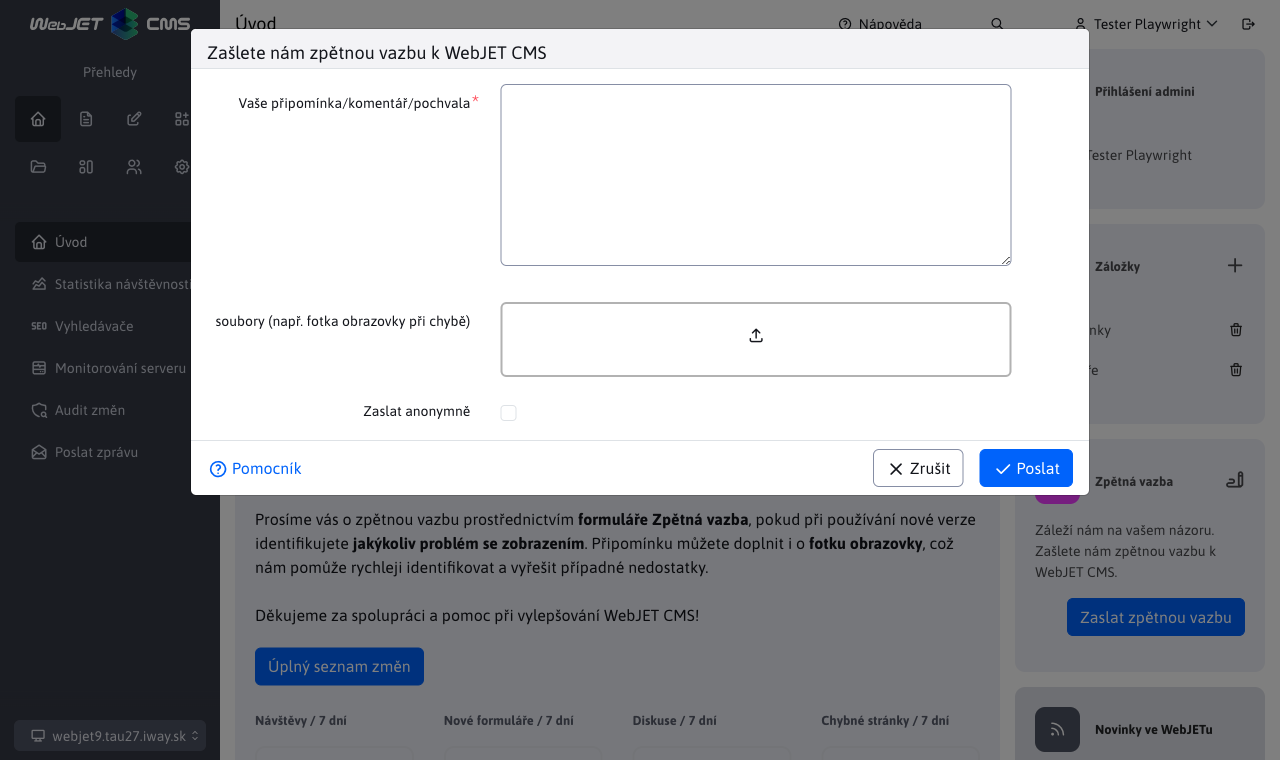 WebJET CMS
Úvod
Nápověda
Tester Playwright
Přehledy
Úvod
Statistika návštěvnosti
SEO Vyhledávače
Monitorování serveru
Audit změn
Poslat zprávu
webjet9.tau27.iway.sk
Zašlete nám zpětnou vazbu k WebJET CMS
Vaše připomínka/komentář/pochvala*
soubory (např. fotka obrazovky při chybě)
Zaslat anonymně
Pomocník
Zrušit
Poslat
Prosíme vás o zpětnou vazbu prostřednictvím formuláře Zpětná vazba, pokud při používání nové verze
identifikujete jakýkoliv problém se zobrazením. Připomínku můžete doplnit i o fotku obrazovky, což
nám pomůže rychleji identifikovat a vyřešit případné nedostatky.
Děkujeme za spolupráci a pomoc při vylepšování WebJET CMS!
Úplný seznam změn
Návštěvy / 7 dní
Nové formuláře / 7 dní
Diskuse / 7 dní
Chybné stránky / 7 dní
Přihlášení admini
Tester Playwright
Záložky
Zpětná vazba
Záleží nám na vašem názoru.
Zašlete nám zpětnou vazbu k
WebJET CMS.
Zaslat zpětnou vazbu
Novinky ve WebJETu